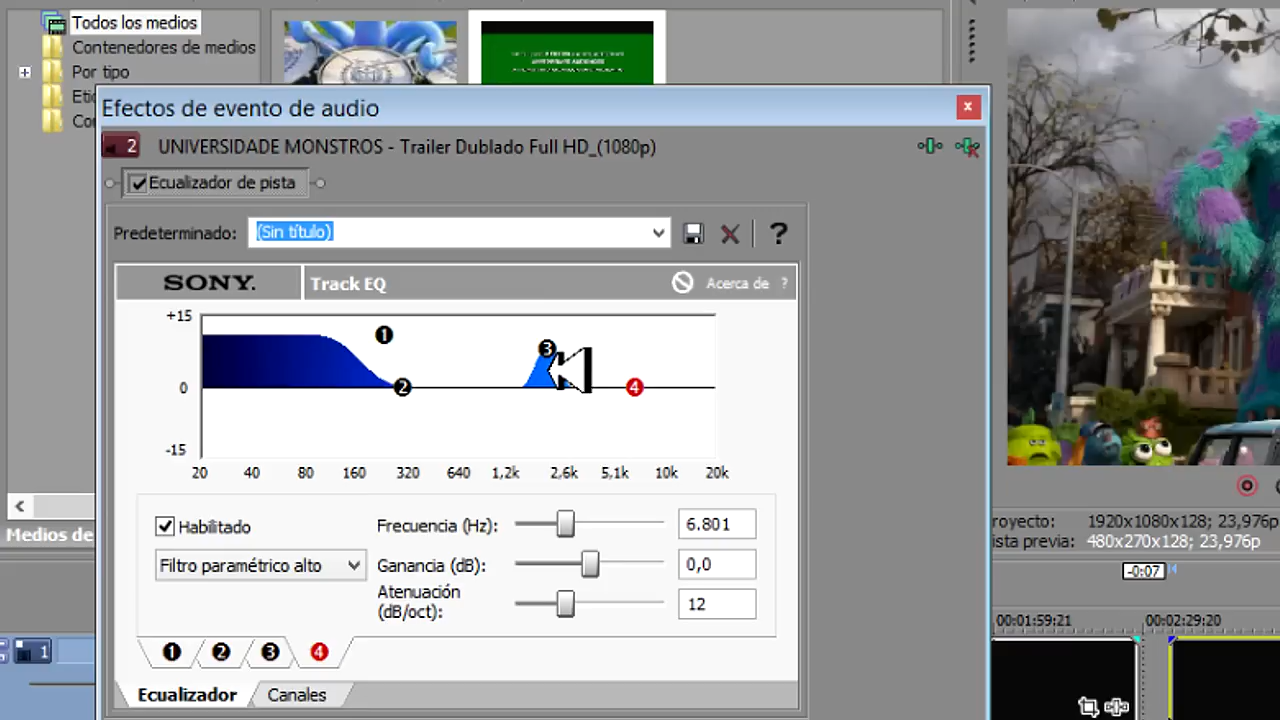 Todos los medios
Contenedores de medios
Por tipo
Efectos de evento de audio
2 UNIVERSIDADE MONSTROS - Trailer Dublado Full HD_(1080p)
Ecualizador de pista
Predeterminado: (Sin título) ?
SONY. Track EQ Acerca de ?
+15
0
-15
1
2
3
4
20 40 80 160 320 640 1,2k 2,6k 5,1k 10k 20k
Habilitado
Filtro paramétrico alto
Frecuencia (Hz): 6.801
Ganancia (dB): 0,0
Atenuación (dB/oct): 12
1 2 3 4
Ecualizador Canales
Medios de
1
royecto: 1920x1080x128; 23,976p
ista previa: 480x270x128; 23,976p
-0:07
00:01:59:21 00:02:29:20